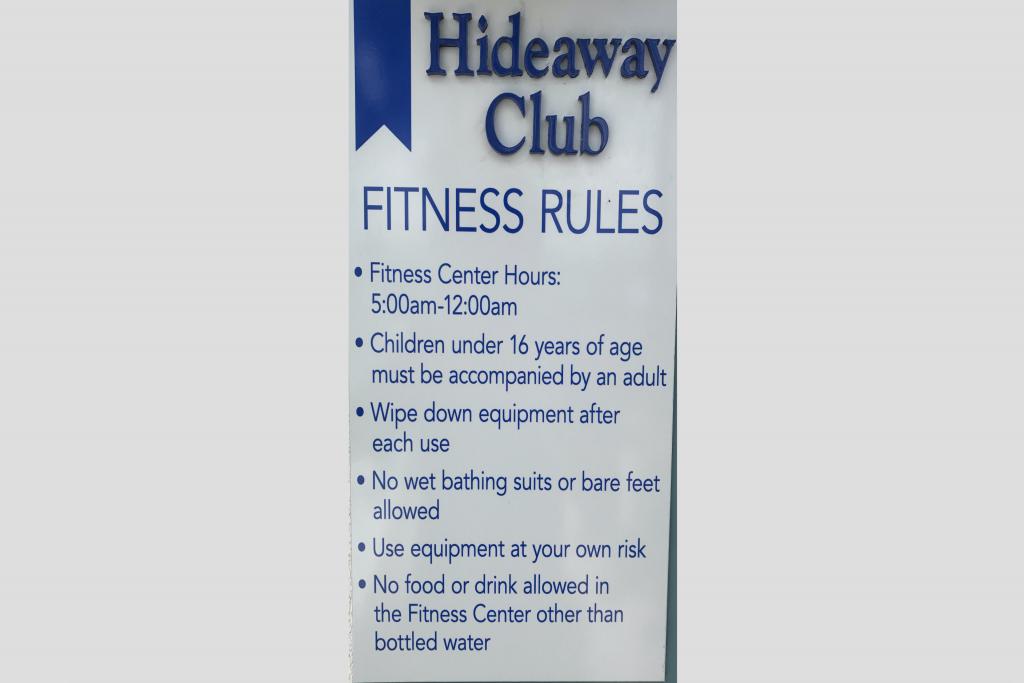 Hideaway
Club
FITNESS RULES
• Fitness Center Hours:
5:00am-12:00am
• Children under 16 years of age
must be accompanied by an adult
• Wipe down equipment after
each use
• No wet bathing suits or bare feet
allowed
• Use equipment at your own risk
• No food or drink allowed in
the Fitness Center other than
bottled water